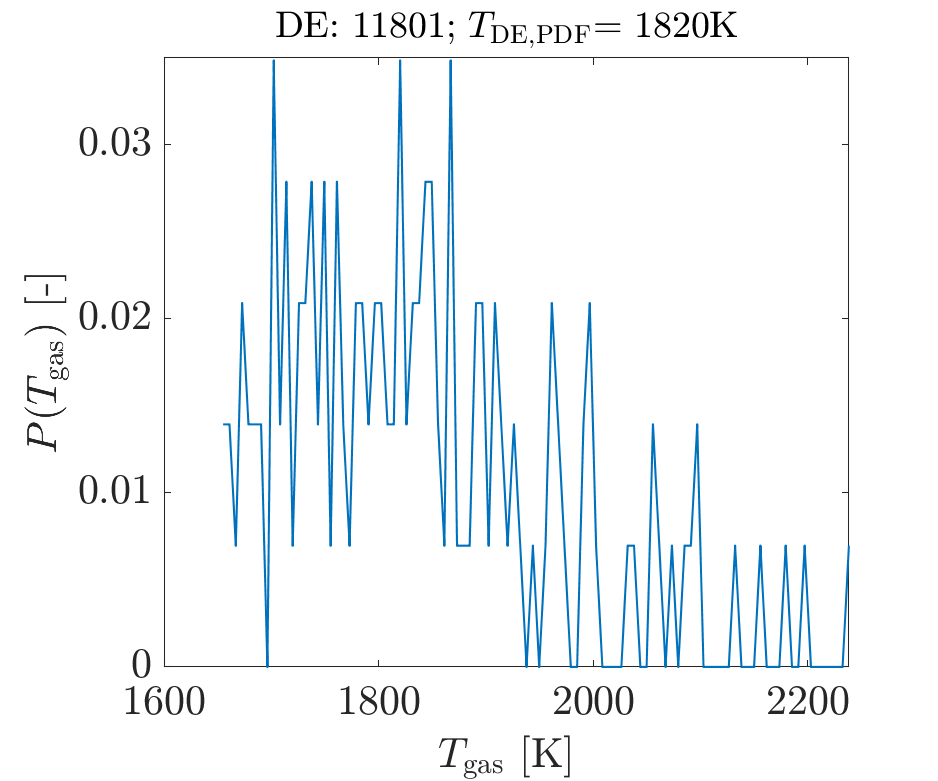 DE: 11801; T_DE,PDF= 1820K
0.03
0.02
0.01
0
P(T_gas) [-]
1600 1800 2000 2200
T_gas [K]